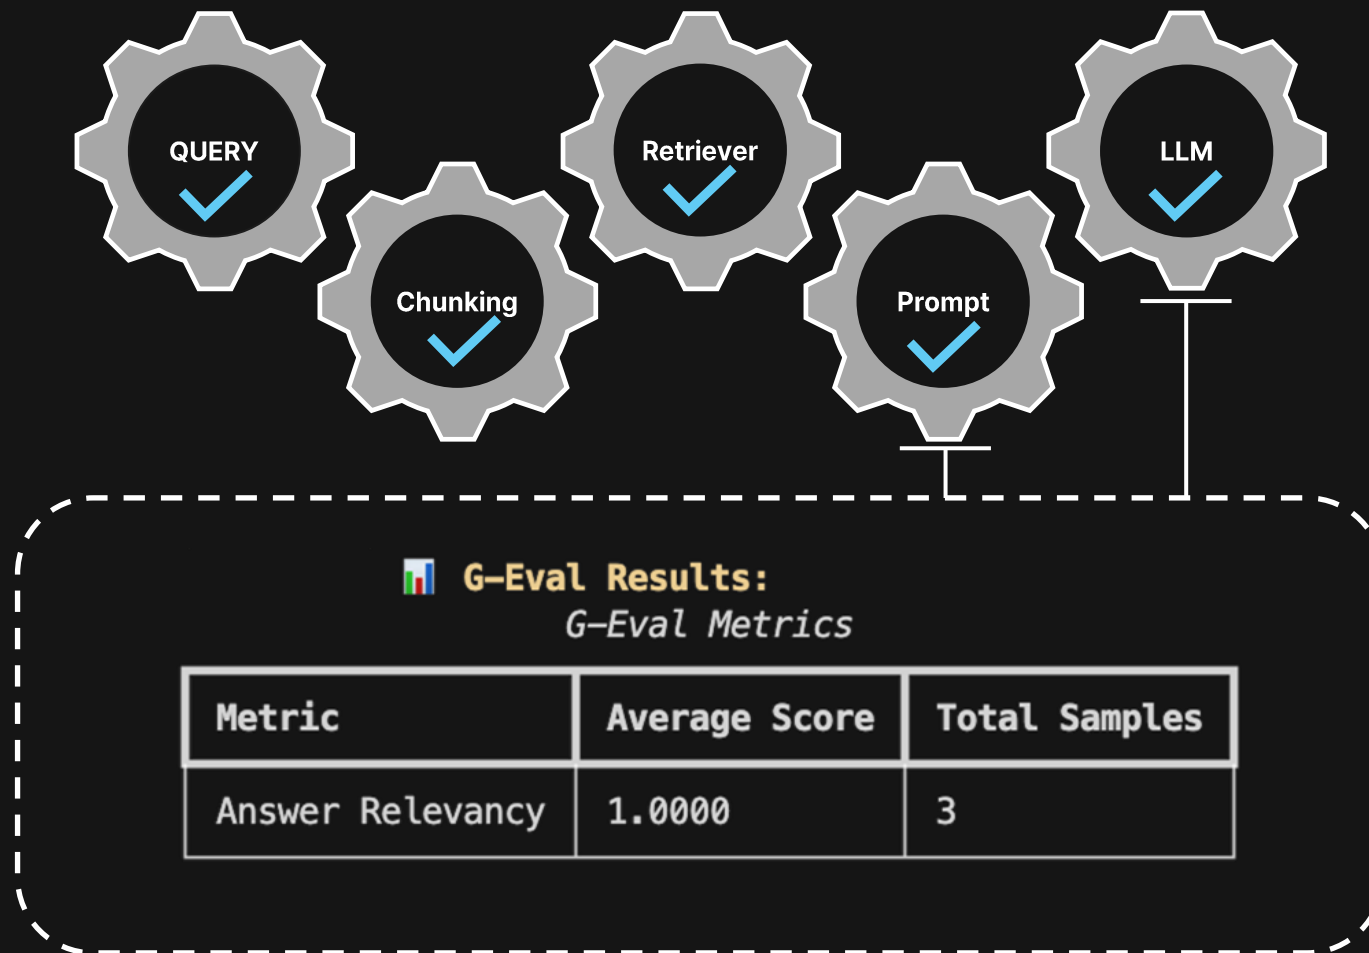 QUERY
Retriever
LLM
Chunking
Prompt
G-Eval Results:
G-Eval Metrics
Metric Average Score Total Samples
Answer Relevancy 1.0000 3